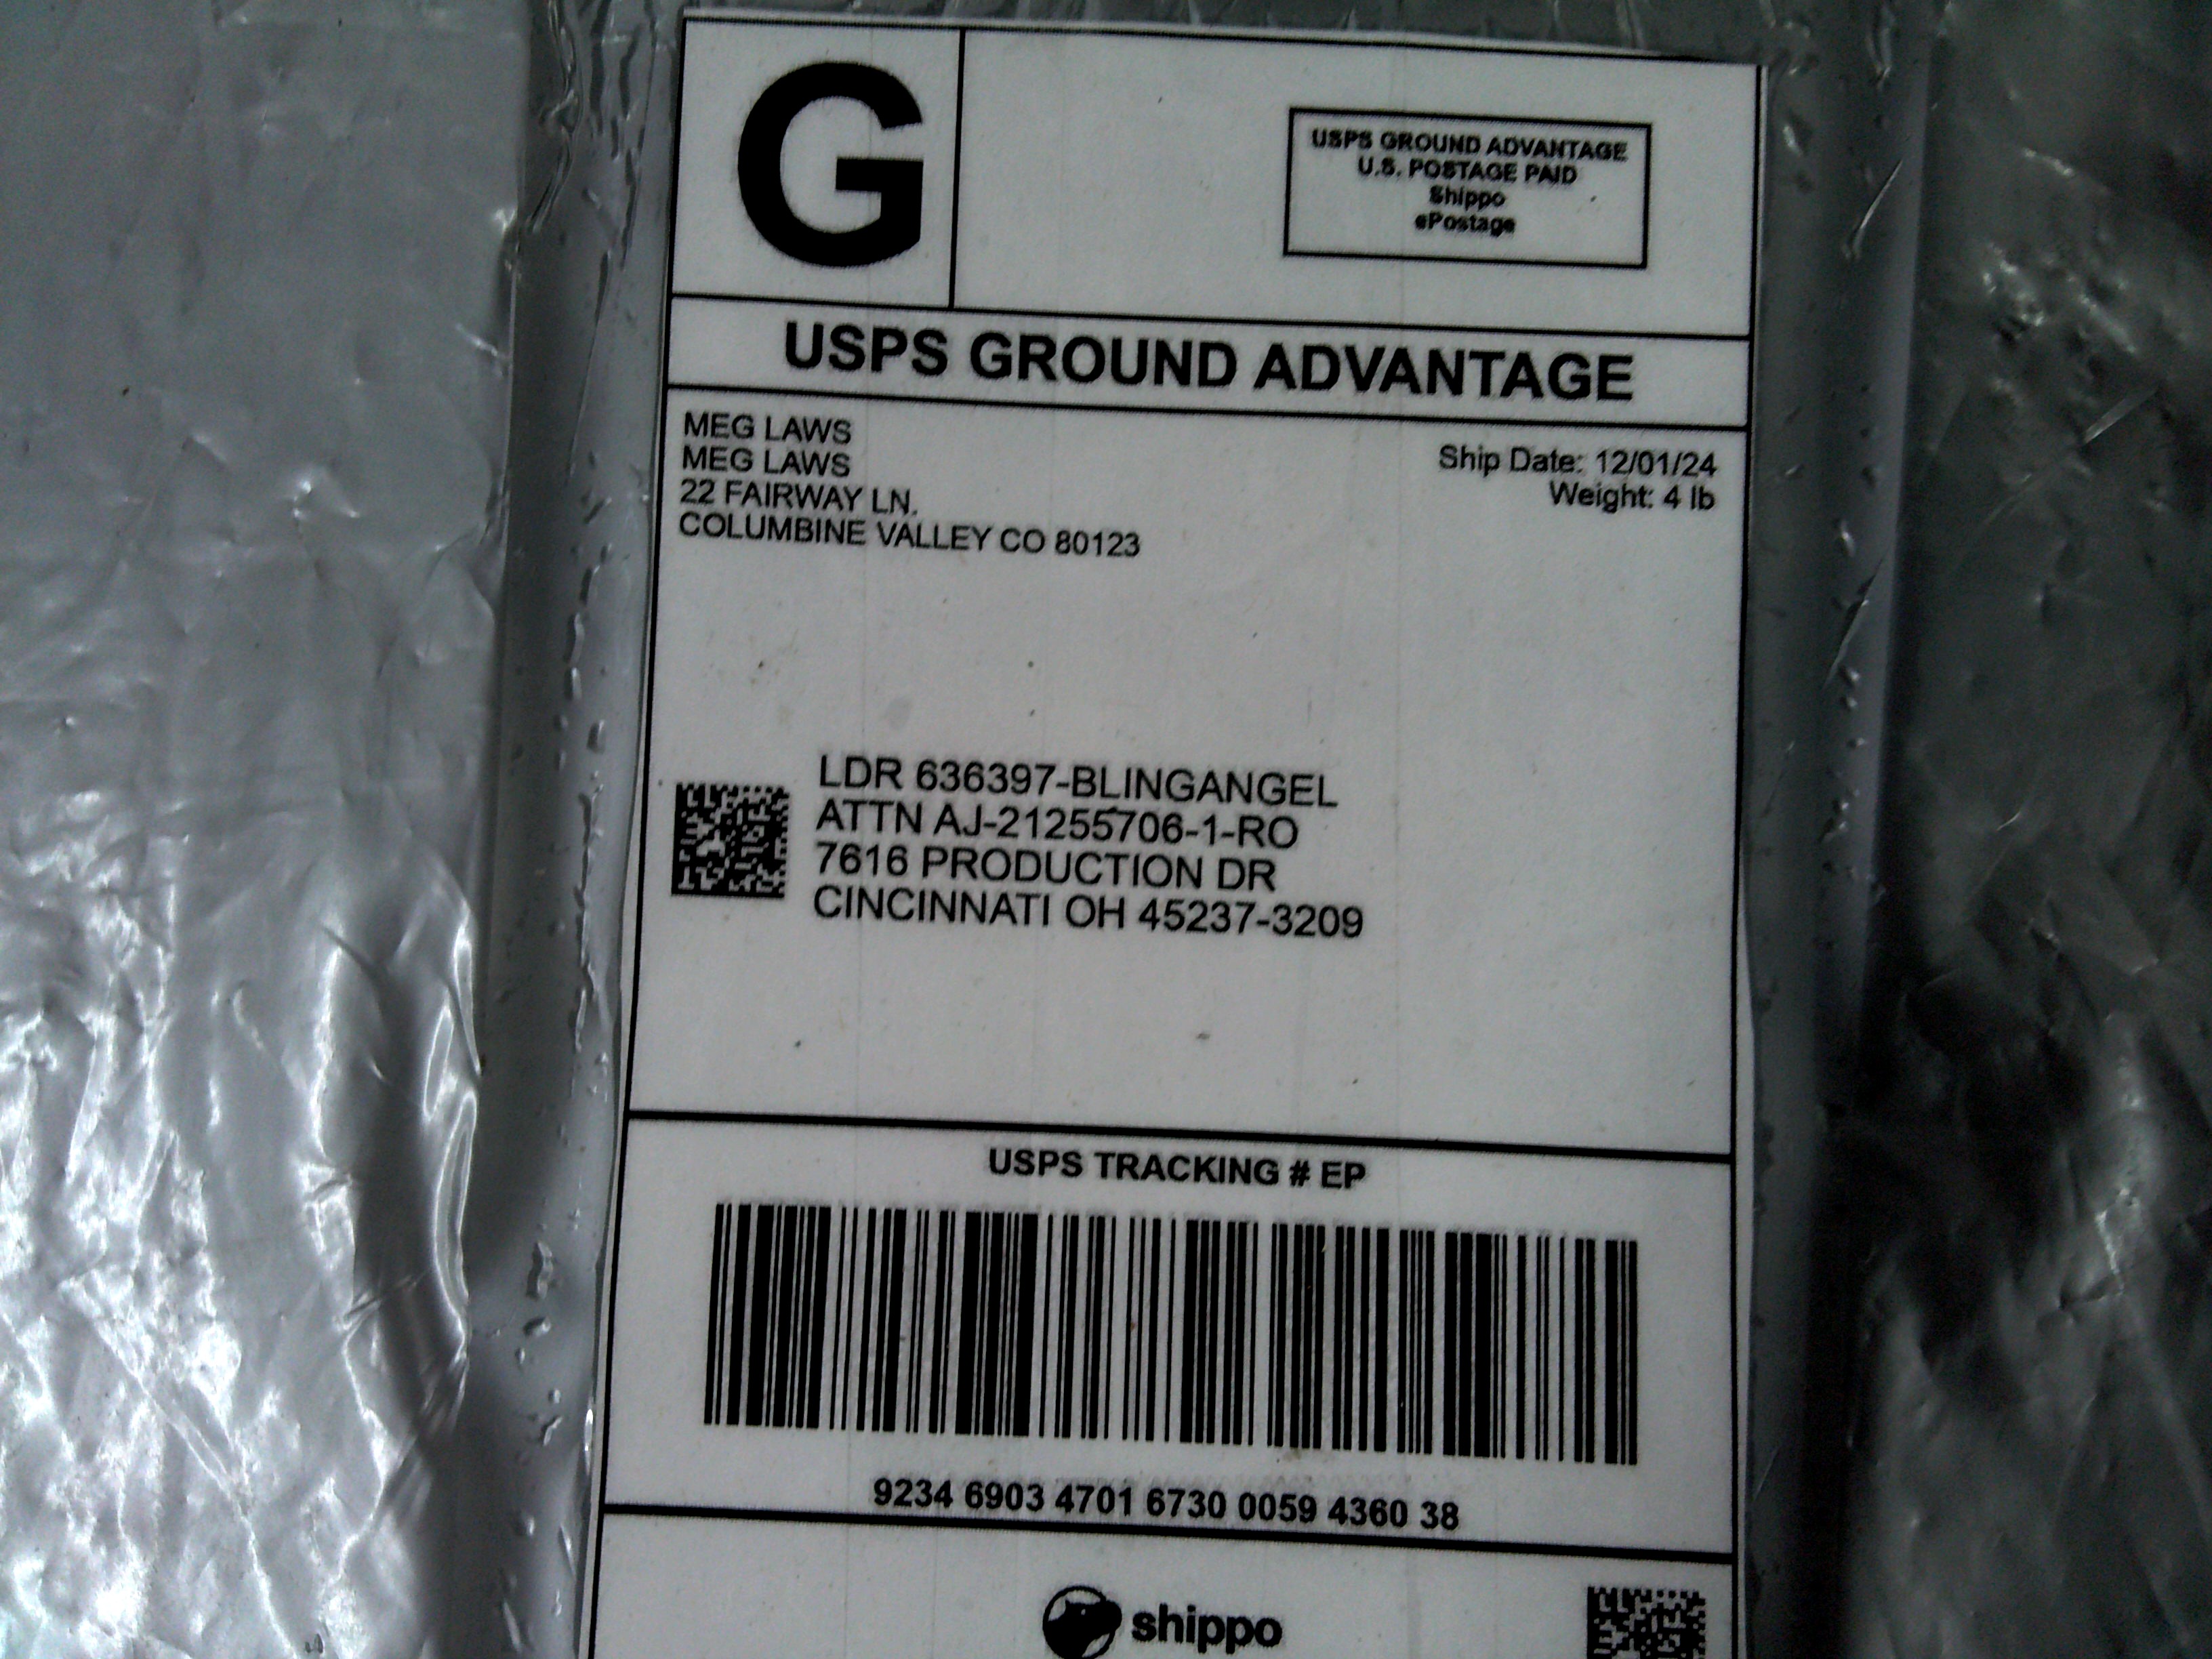 G
USPS GROUND ADVANTAGE
U.S. POSTAGE PAID
Shippo
ePostage
USPS GROUND ADVANTAGE
MEG LAWS
MEG LAWS
22 FAIRWAY LN.
COLUMBINE VALLEY CO 80123
Ship Date: 12/01/24
Weight: 4 lb
LDR 636397-BLINGANGEL
ATTN AJ-21255706-1-RO
7616 PRODUCTION DR
CINCINNATI OH 45237-3209
USPS TRACKING # EP
9234 6903 4701 6730 0059 4360 38
shippo